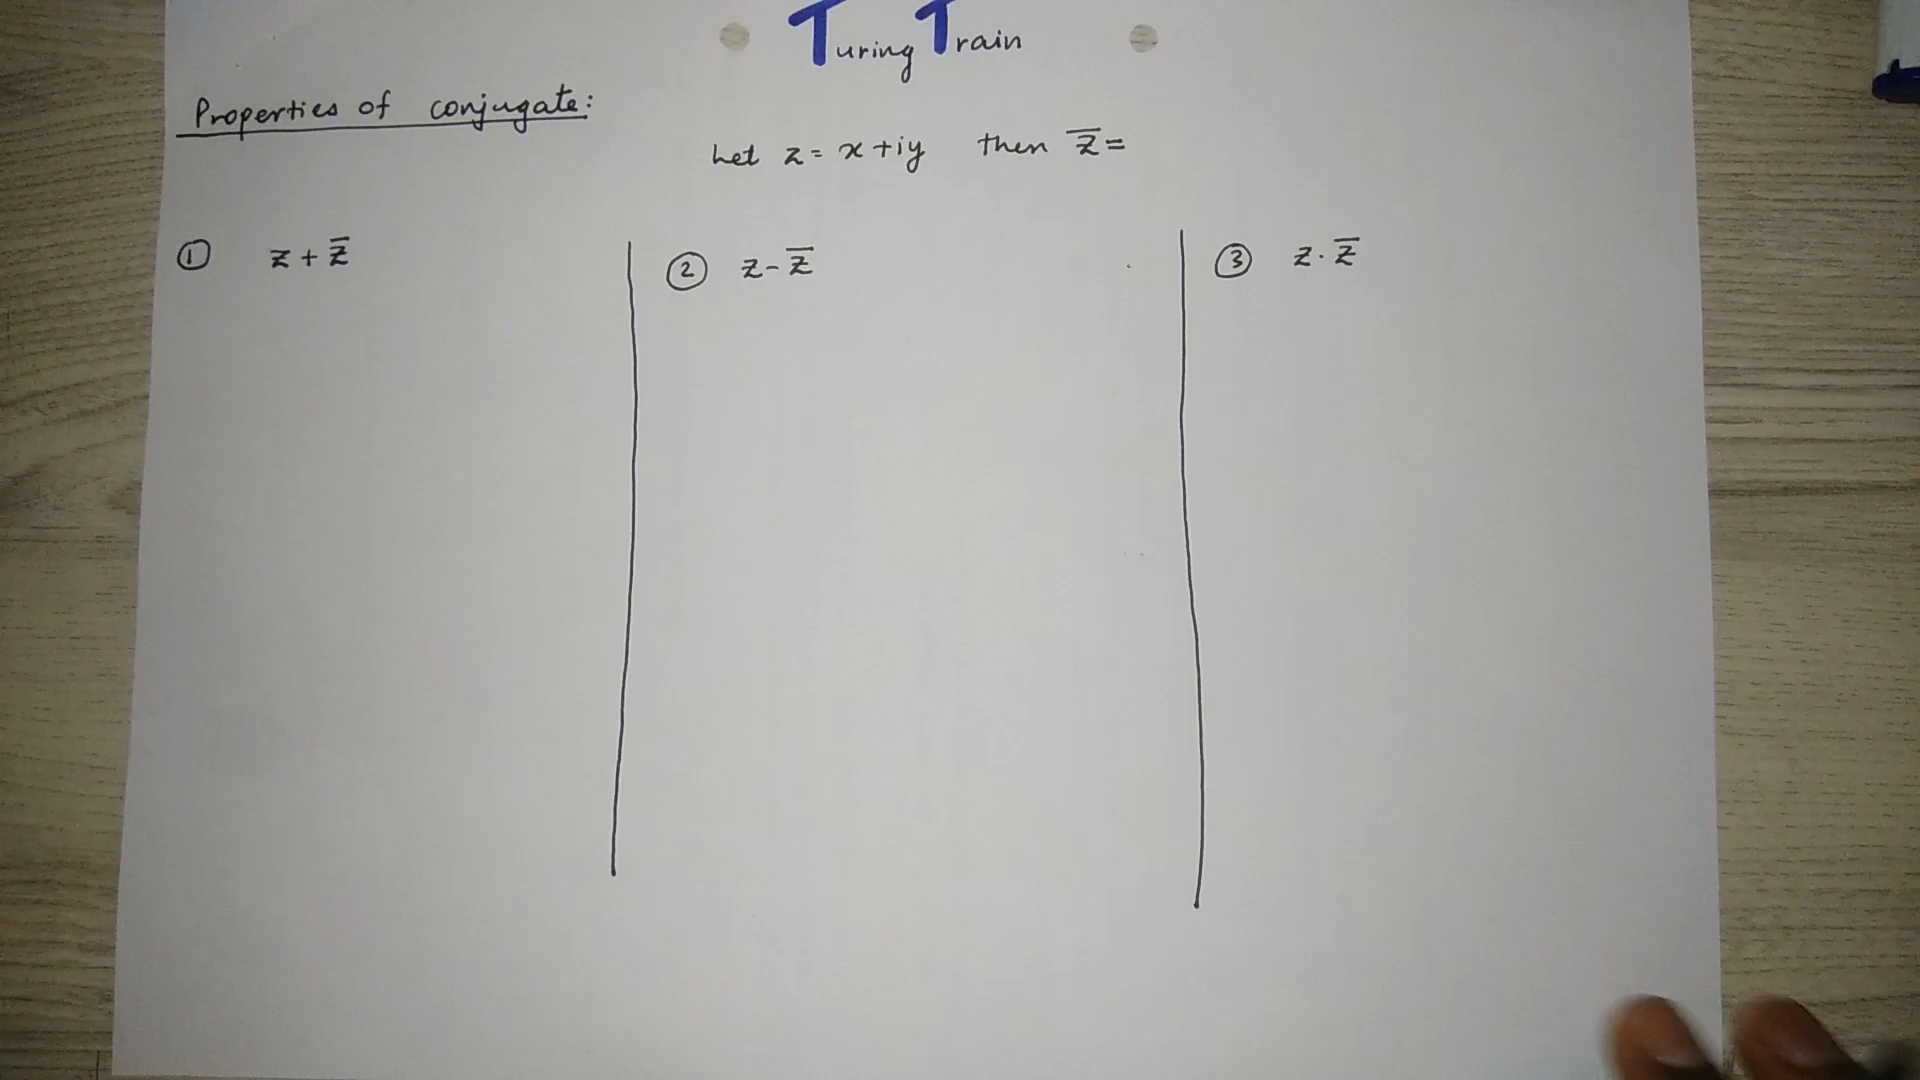 Turing Train
Properties of conjugate:
Let z = x + iy then z̅ =
① z + z̅
② z - z̅
③ z · z̅